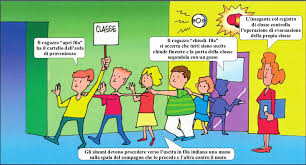 CLASSE
Il ragazzo "apri fila"
ha il cartello dell'aula
di provenienza
Il ragazzo "chiudi fila"
si accerta che tutti siano usciti
chiude finestre e la porta della classe
segnandola con un gesso
L'insegnante col registro
di classe controlla
l'operazione di evacuazione
della propria classe
Gli alunni devono procedere verso l'uscita in fila indiana una mano
sulla spalla del compagno che lo precede e l'altra contro il muro